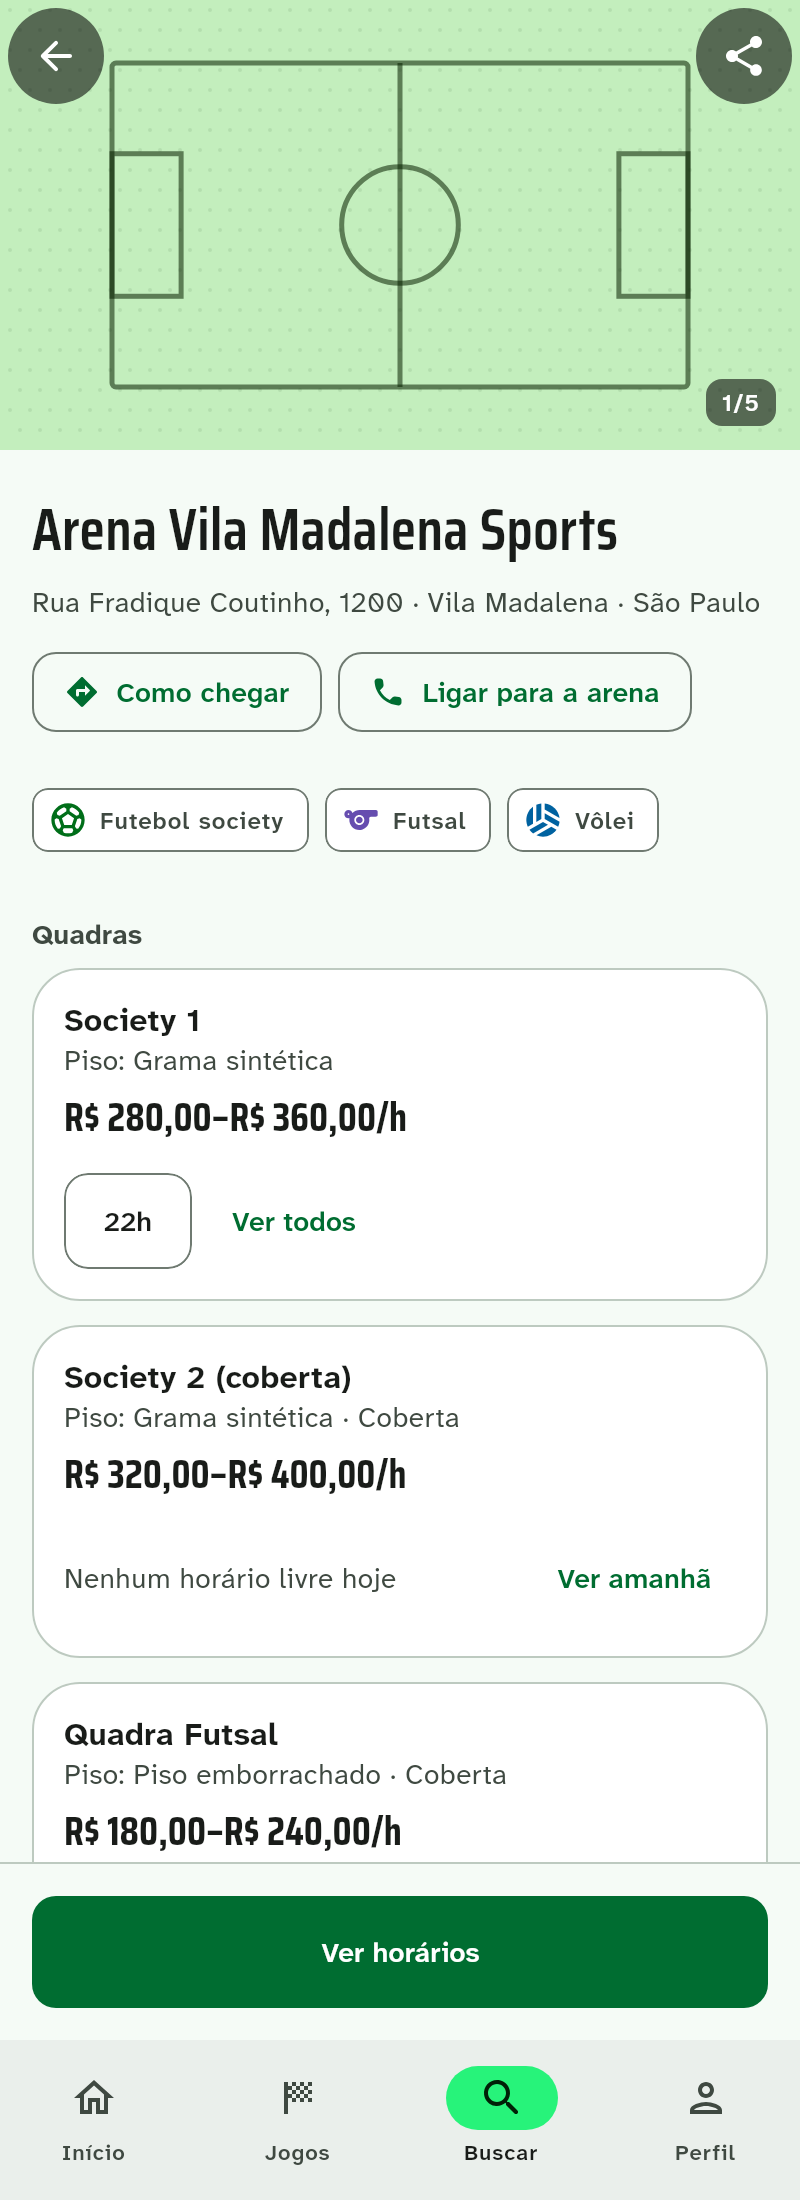 1/5
Arena Vila Madalena Sports
Rua Fradique Coutinho, 1200 · Vila Madalena · São Paulo
Como chegar
Ligar para a arena
Futebol society
Futsal
Vôlei
Quadras
Society 1
Piso: Grama sintética
R$ 280,00–R$ 360,00/h
22h
Ver todos
Society 2 (coberta)
Piso: Grama sintética · Coberta
R$ 320,00–R$ 400,00/h
Nenhum horário livre hoje
Ver amanhã
Quadra Futsal
Piso: Piso emborrachado · Coberta
R$ 180,00–R$ 240,00/h
Ver horários
Início
Jogos
Buscar
Perfil